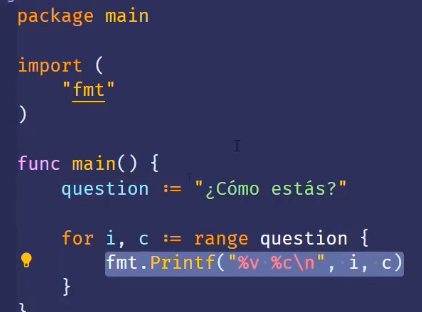 package main
import (
"fmt"
)
func main() {
question := "¿Cómo estás?"
for i, c := range question {
fmt.Printf("%v %c\n", i, c)
}
}